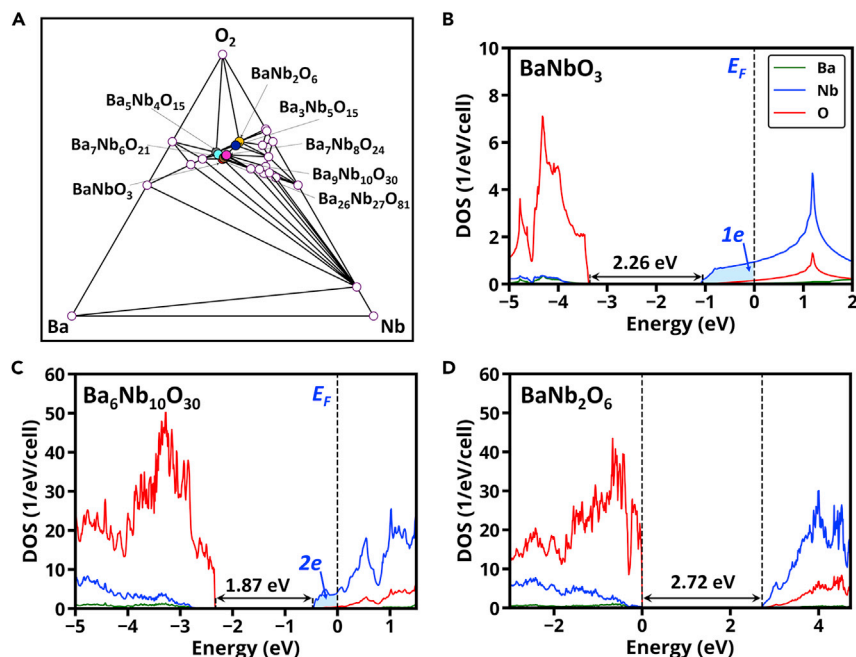 A
O₂
BaNb₂O₆
Ba₅Nb₄O₁₅
Ba₃Nb₅O₁₅
Ba₇Nb₆O₂₁
Ba₇Nb₈O₂₄
BaNbO₃
Ba₉Nb₁₀O₃₀
Ba₂₆Nb₂₇O₈₁
Ba
Nb
B
BaNbO₃
E_F
Ba
Nb
O
1e
2.26 eV
DOS (1/eV/cell)
10
8
6
4
2
0
−5 −4 −3 −2 −1 0 1 2
Energy (eV)
C
Ba₆Nb₁₀O₃₀
E_F
2e
1.87 eV
DOS (1/eV/cell)
60
50
40
30
20
10
0
−5 −4 −3 −2 −1 0 1
Energy (eV)
D
BaNb₂O₆
2.72 eV
DOS (1/eV/cell)
60
50
40
30
20
10
0
−2 0 2 4
Energy (eV)